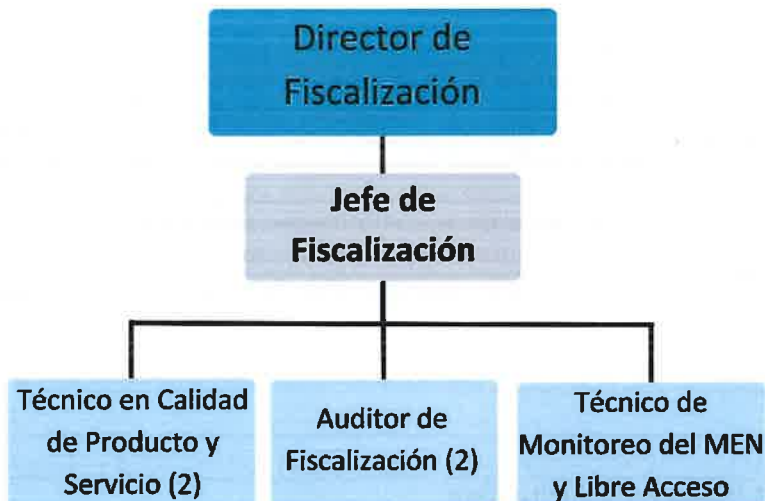 Director de
Fiscalización
Jefe de
Fiscalización
Técnico en Calidad
de Producto y
Servicio (2)
Auditor de
Fiscalización (2)
Técnico de
Monitoreo del MEN
y Libre Acceso